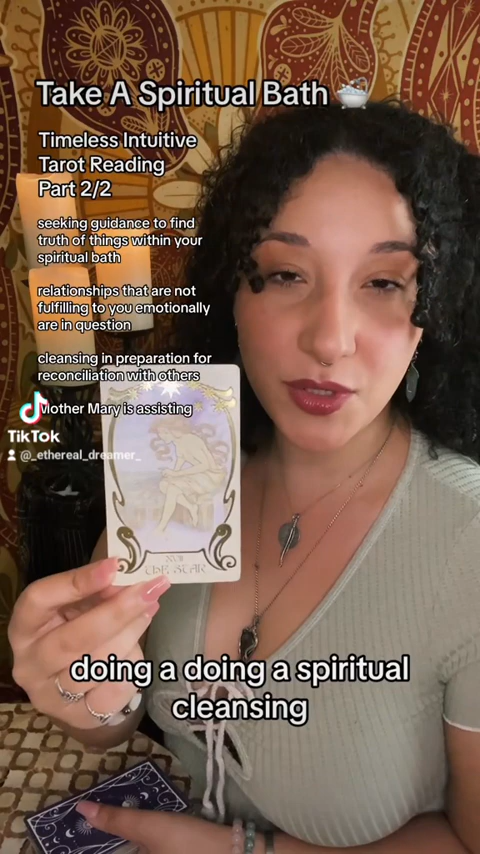 Take A Spiritual Bath 🛁
Timeless Intuitive
Tarot Reading
Part 2/2
seeking guidance to find
truth of things within your
spiritual bath
relationships that are not
fulfilling to you emotionally
are in question
cleansing in preparation for
reconciliation with others
Mother Mary is assisting
TikTok
@_ethereal_dreamer_
XVII
THE STAR
doing a doing a spiritual
cleansing